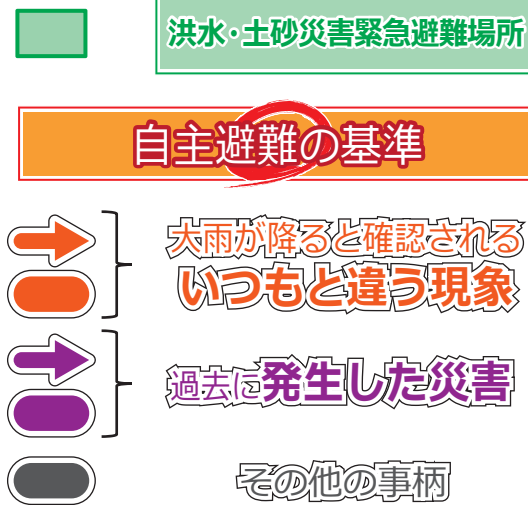 洪水・土砂災害緊急避難場所
自主避難の基準
大雨が降ると確認される
いつもと違う現象
過去に発生した災害
その他の事柄